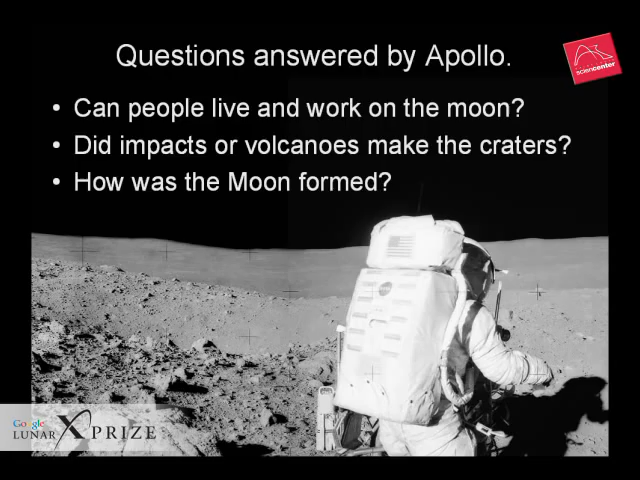 Questions answered by Apollo.
sciencenter
• Can people live and work on the moon?
• Did impacts or volcanoes make the craters?
• How was the Moon formed?
Google
LUNAR X PRIZE